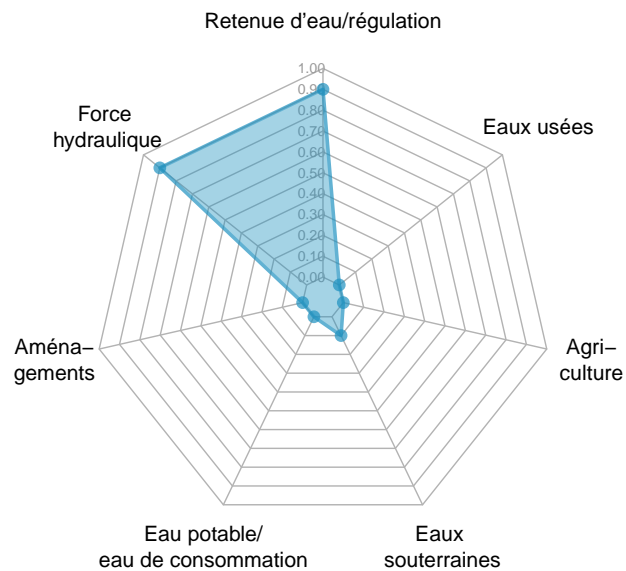 Retenue d'eau/régulation
Force
hydraulique
Eaux usées
1.00
0.90
0.80
0.70
0.60
0.50
0.40
0.30
0.20
0.10
0.00
Aména–
gements
Agri–
culture
Eau potable/
eau de consommation
Eaux
souterraines